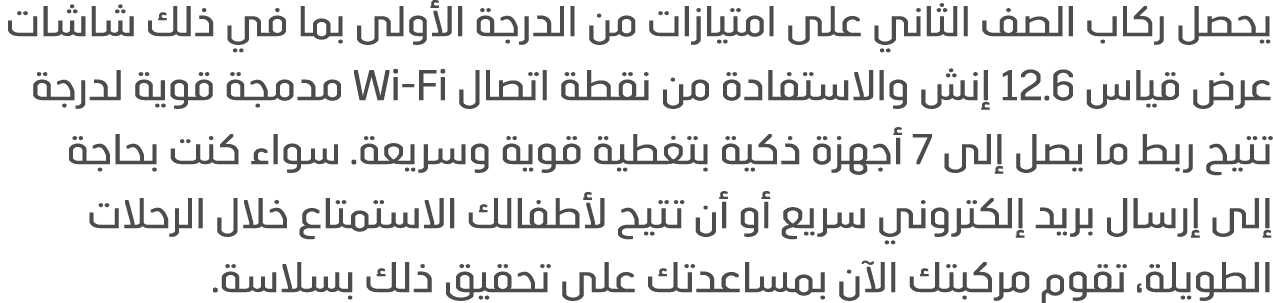 يحصل ركاب الصف الثاني على امتيازات من الدرجة الأولى بما في ذلك شاشات
عرض قياس 12.6 إنش والاستفادة من نقطة اتصال Wi-Fi مدمجة قوية لدرجة
تتيح ربط ما يصل إلى 7 أجهزة ذكية بتغطية قوية وسريعة. سواء كنت بحاجة
إلى إرسال بريد إلكتروني سريع أو أن تتيح لأطفالك الاستمتاع خلال الرحلات
الطويلة، تقوم مركبتك الآن بمساعدتك على تحقيق ذلك بسلاسة.